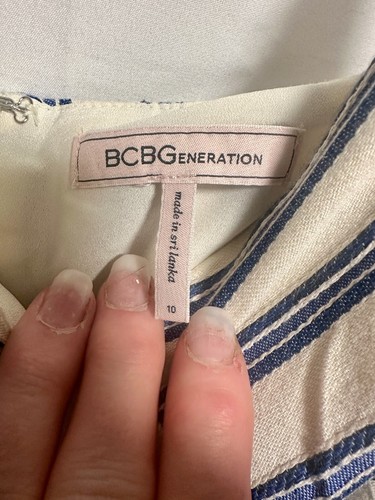 BCBGENERATION
made in sri lanka
10